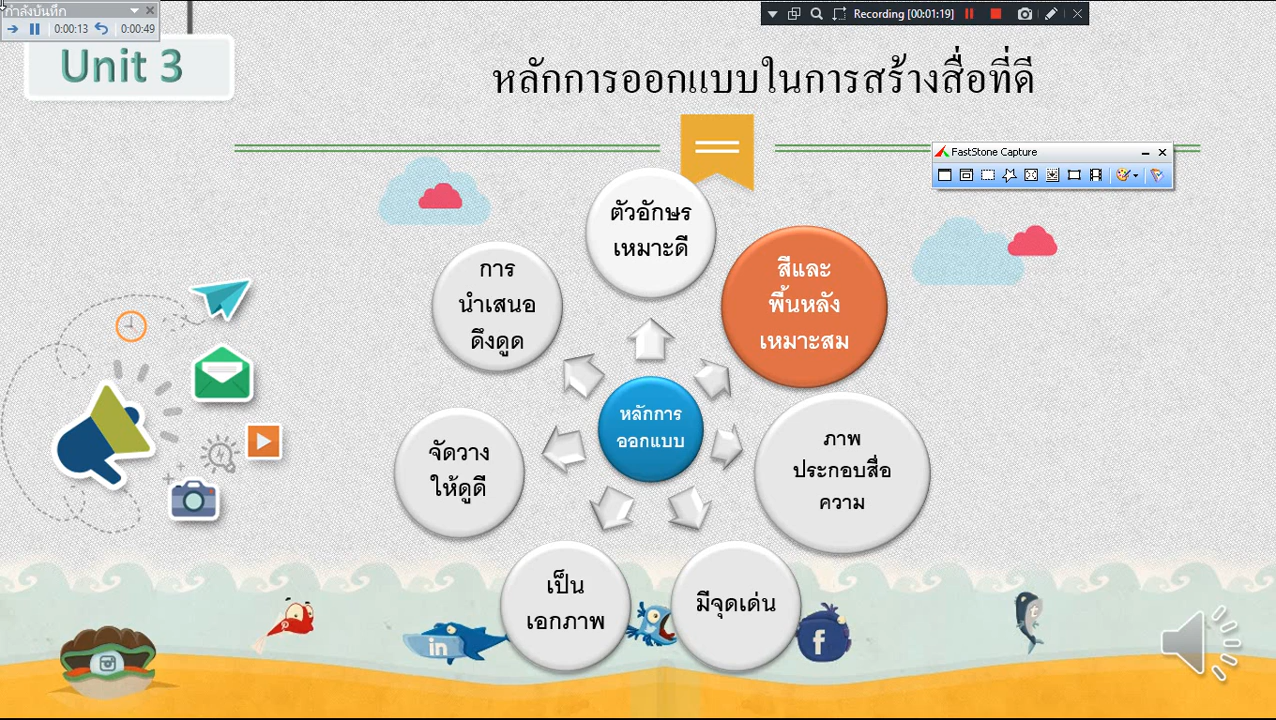 กำลังบันทึก
0:00:13
0:00:49
Recording [00:01:19]
Unit 3
หลักการออกแบบในการสร้างสื่อที่ดี
FastStone Capture
ตัวอักษร
เหมาะดี
สีและ
พื้นหลัง
เหมาะสม
ภาพ
ประกอบสื่อ
ความ
มีจุดเด่น
เป็น
เอกภาพ
จัดวาง
ให้ดูดี
การ
นำเสนอ
ดึงดูด
หลักการ
ออกแบบ
in
f
t